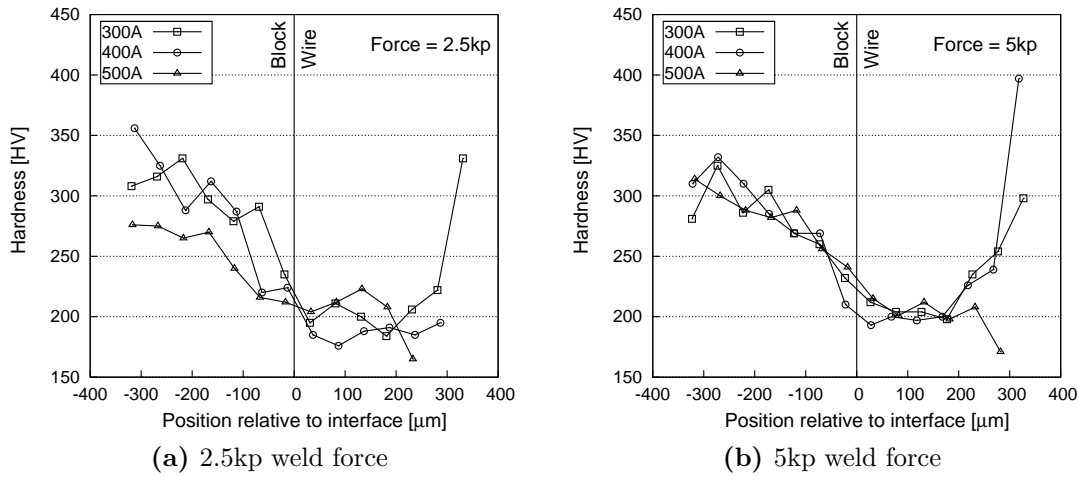 450
400
350
300
250
200
150
Hardness [HV]
300A
400A
500A
Block
Wire
Force = 2.5kp
-400 -300 -200 -100 0 100 200 300 400
Position relative to interface [μm]
(a) 2.5kp weld force
450
400
350
300
250
200
150
Hardness [HV]
300A
400A
500A
Block
Wire
Force = 5kp
-400 -300 -200 -100 0 100 200 300 400
Position relative to interface [μm]
(b) 5kp weld force